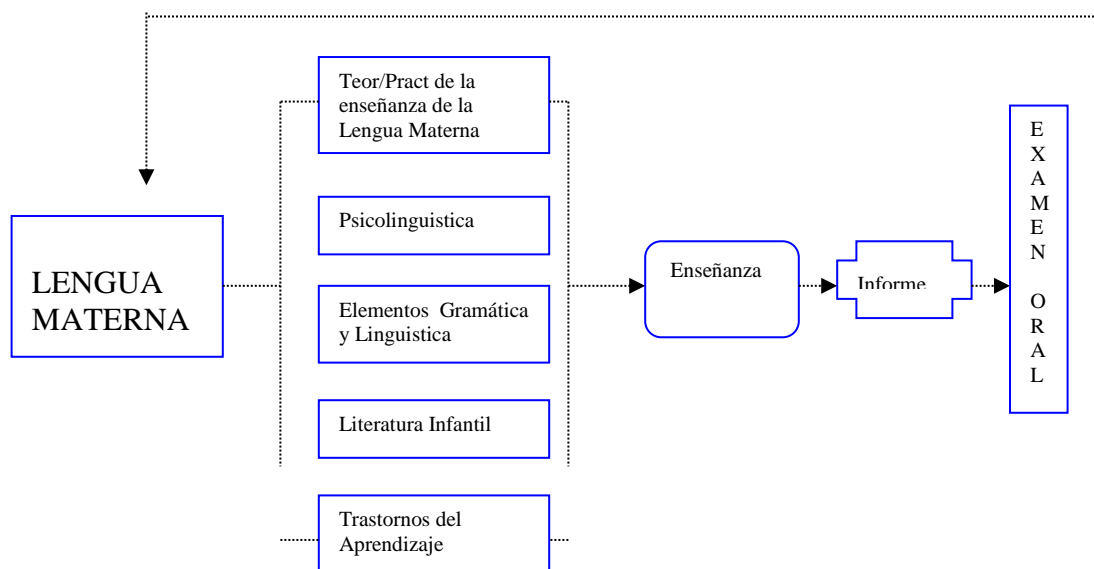 LENGUA
MATERNA
Teor/Pract de la
enseñanza de la
Lengua Materna
Psicolinguistica
Elementos Gramática
y Linguistica
Literatura Infantil
Trastornos del
Aprendizaje
Enseñanza
Informe
E
X
A
M
E
N
O
R
A
L